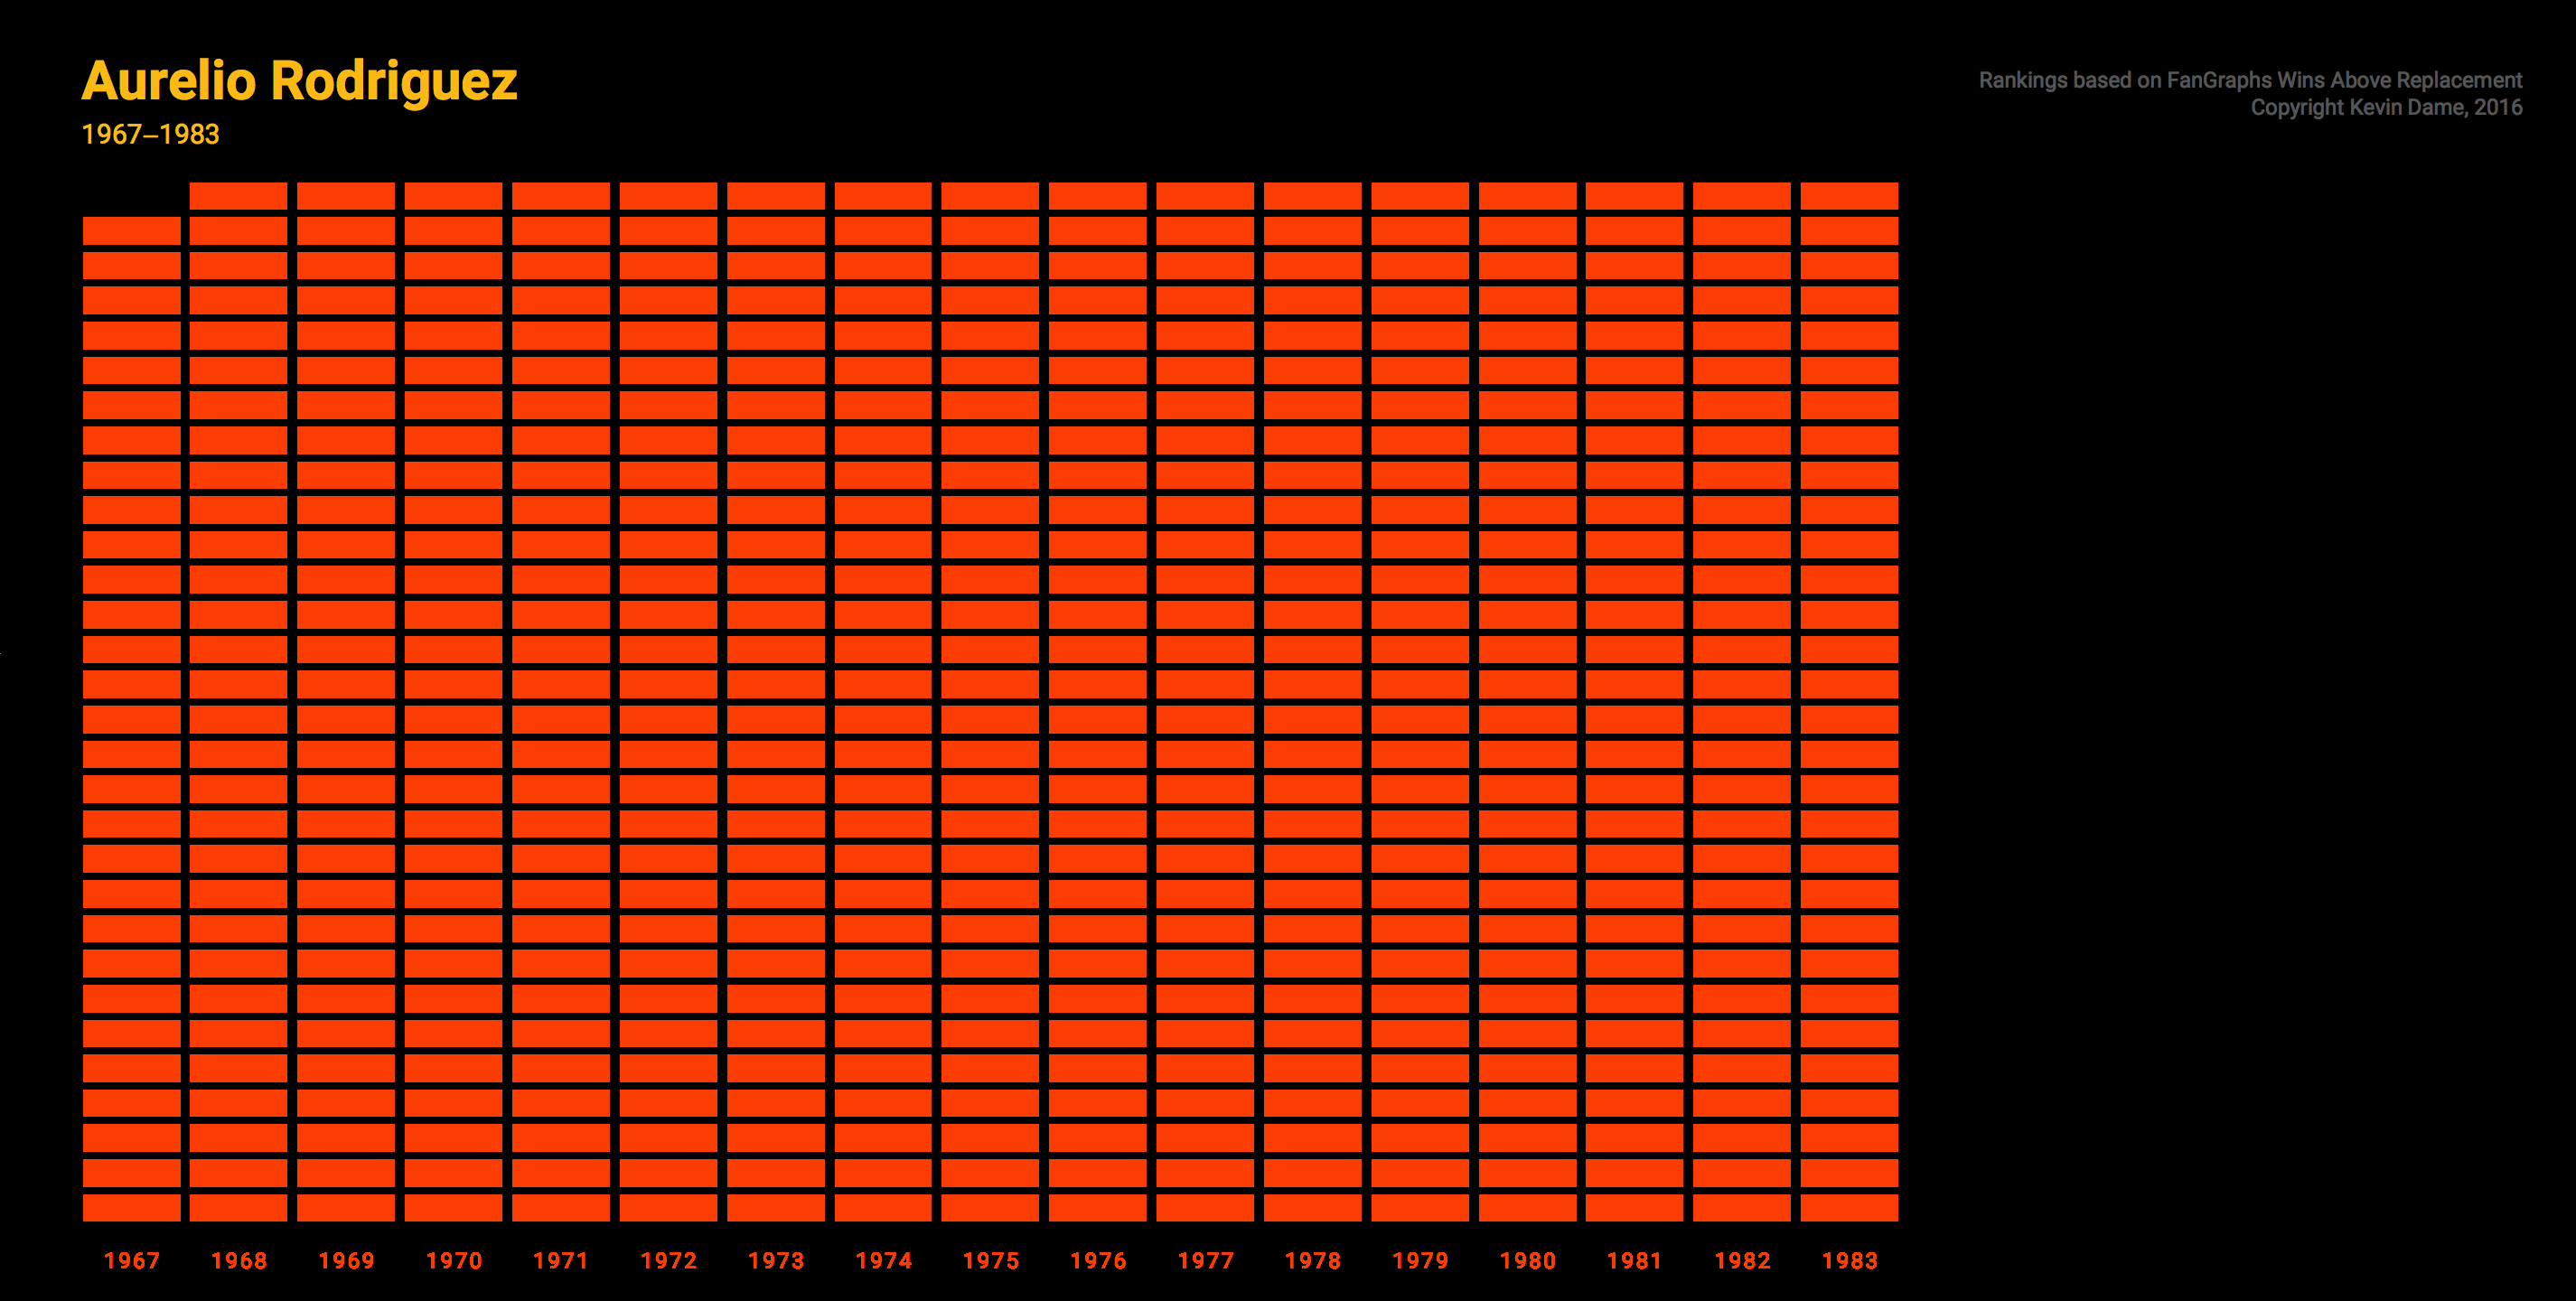 Aurelio Rodriguez
1967–1983
Rankings based on FanGraphs Wins Above Replacement
Copyright Kevin Dame, 2016
1967 1968 1969 1970 1971 1972 1973 1974 1975 1976 1977 1978 1979 1980 1981 1982 1983